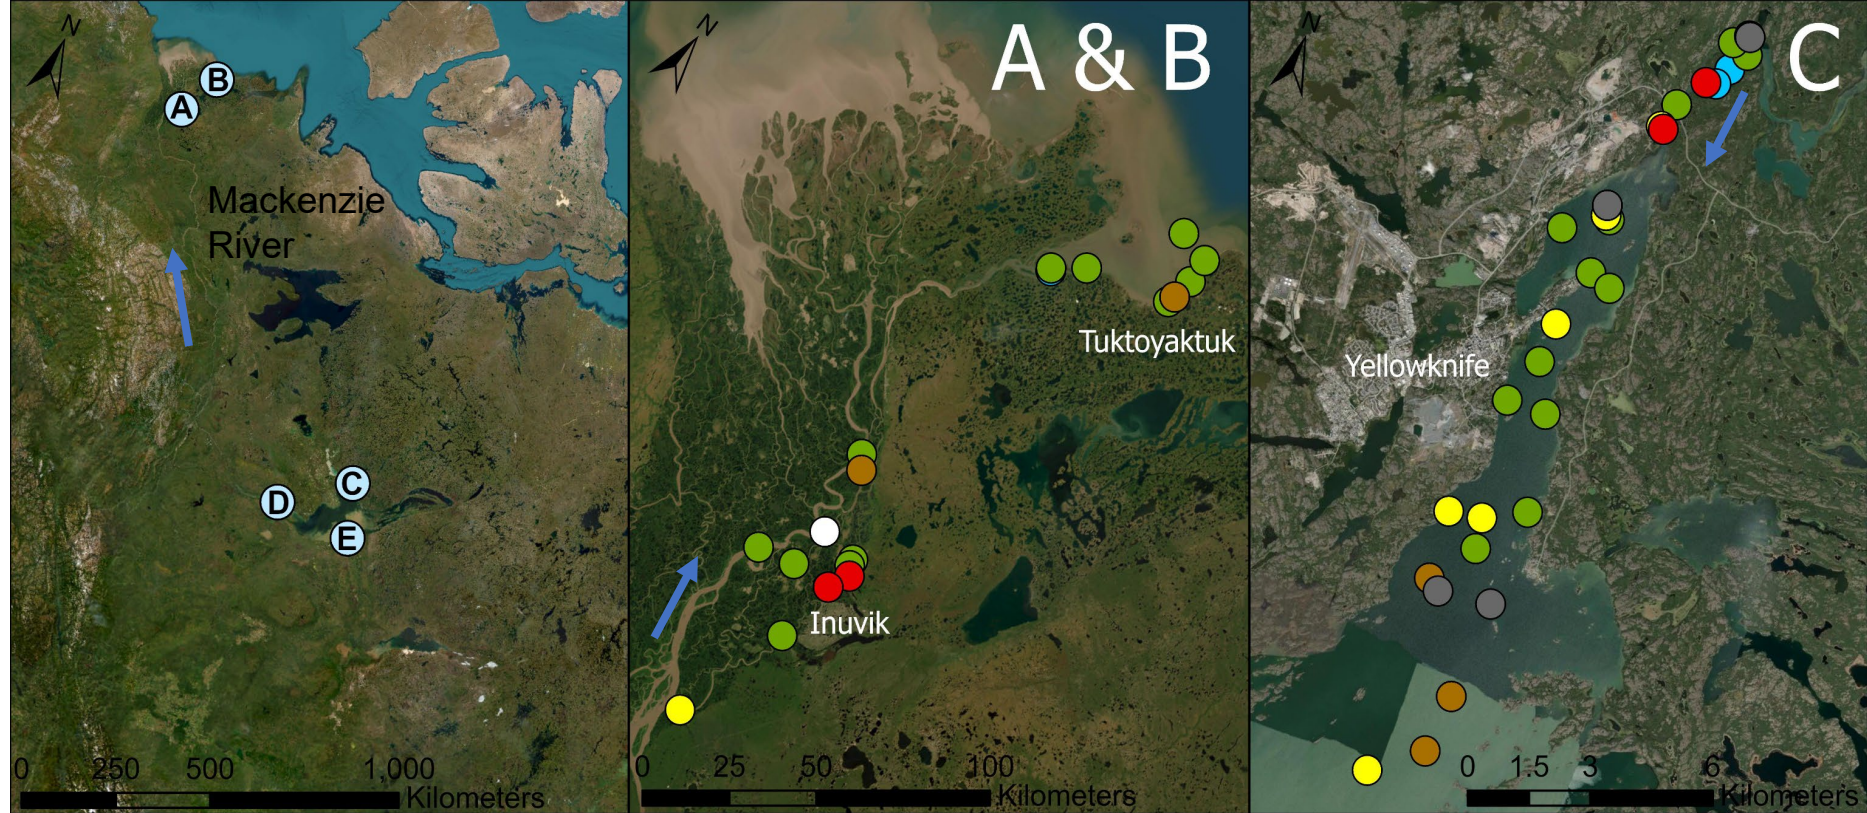 N
B
A
Mackenzie
River
C
D
E
0 250 500 1,000
Kilometers
N
A & B
Tuktoyaktuk
Inuvik
0 25 50 100
Kilometers
N
C
Yellowknife
0 1.5 3 6
Kilometers